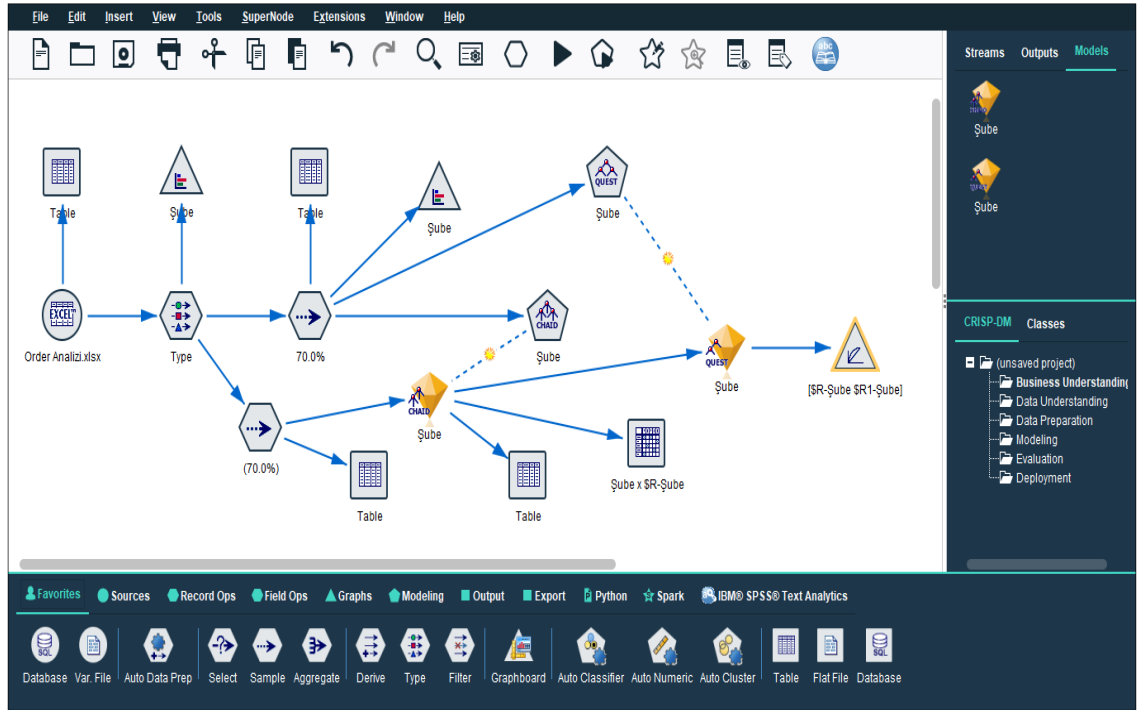 File Edit Insert View Tools SuperNode Extensions Window Help
abc
Streams Outputs Models
Şube
Şube
Table
Şube
Table
Şube
QUEST
Şube
EXCEL
Order Analizi.xlsx
Type
70.0%
CHAID
Şube
QUEST
Şube
[$R-Şube $R1-Şube]
CHAID
Şube
(70.0%)
Table
Table
Şube x $R-Şube
CRISP-DM Classes
(unsaved project)
Business Understanding
Data Understanding
Data Preparation
Modeling
Evaluation
Deployment
Favorites Sources Record Ops Field Ops Graphs Modeling Output Export Python Spark IBM® SPSS® Text Analytics
SQL
SQL
Database Var. File Auto Data Prep Select Sample Aggregate Derive Type Filter Graphboard Auto Classifier Auto Numeric Auto Cluster Table Flat File Database